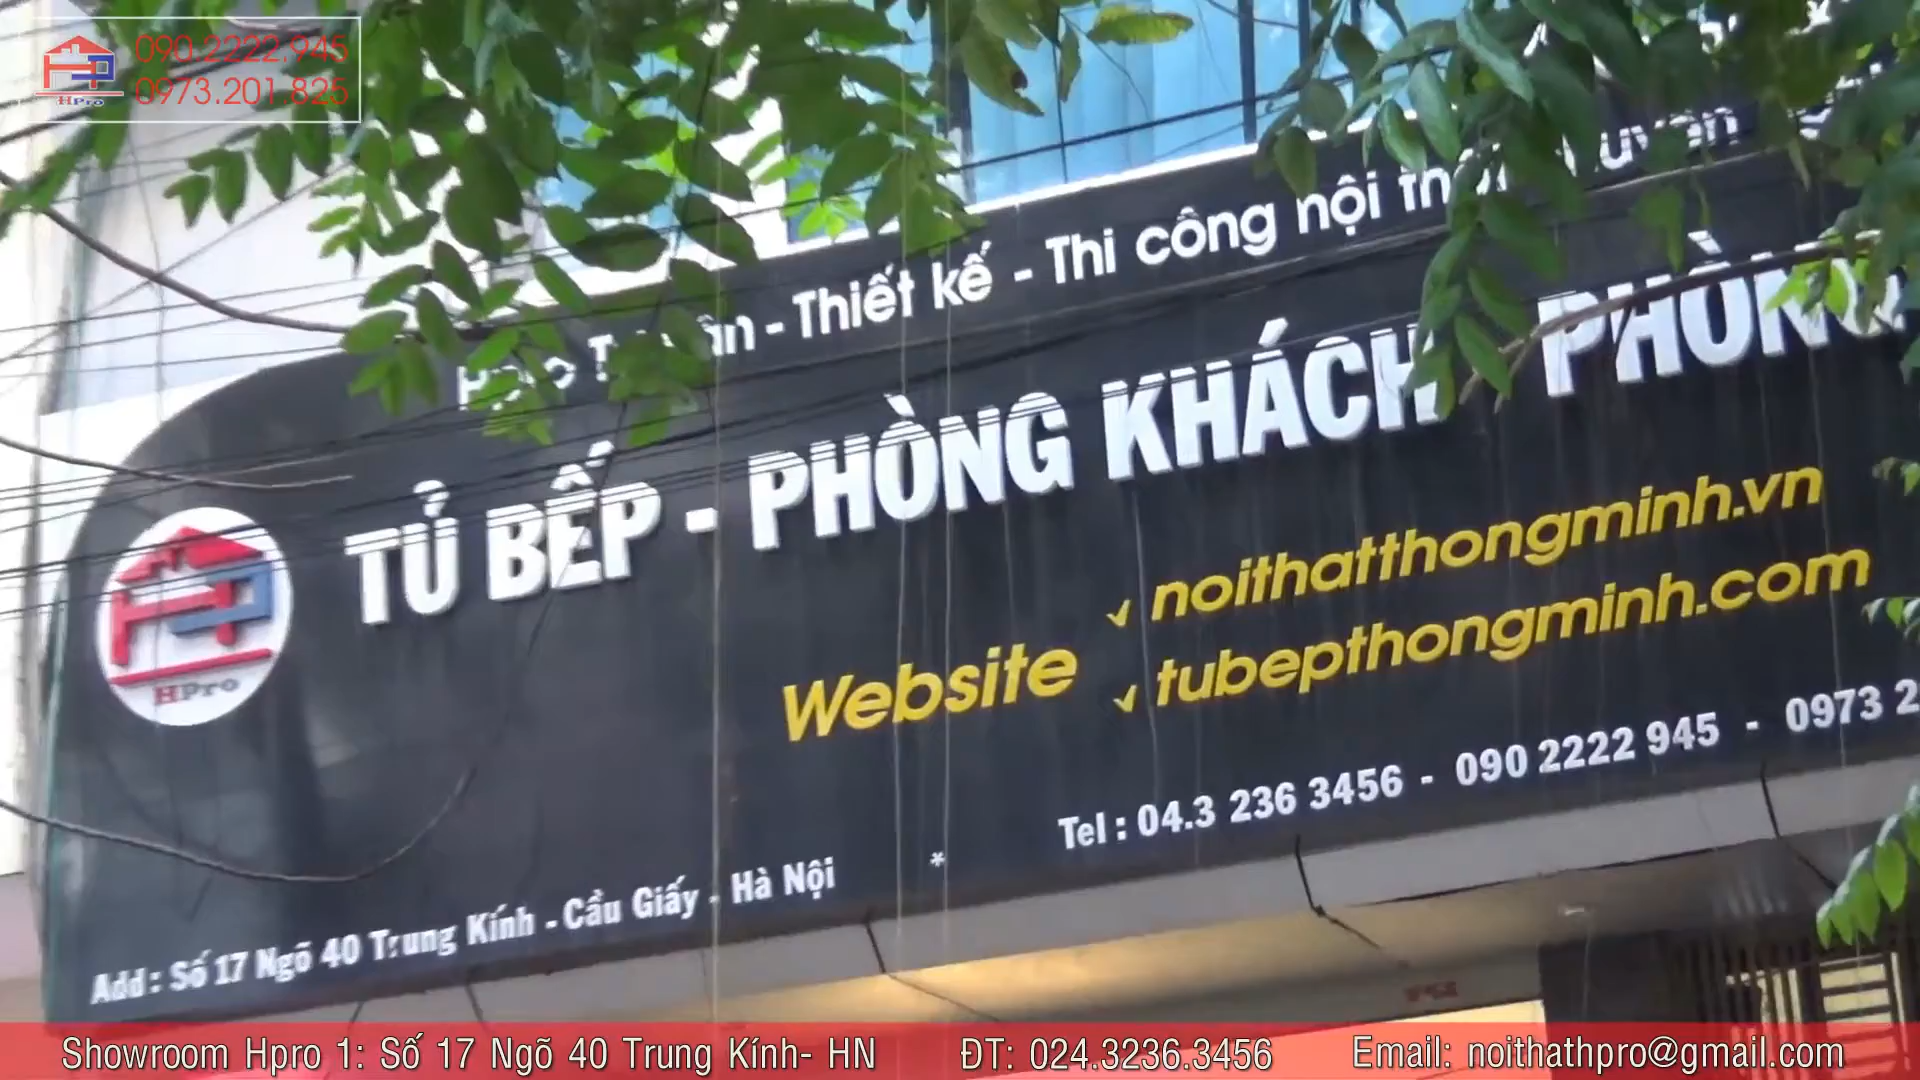 090.2222.945
0973.201.825
HPro
- Thiết kế - Thi công nội
TỦ BẾP - PHÒNG KHÁCH PHÒNG
HPro
Website
noithatthongminh.vn
tubepthongminh.com
Tel : 04.3 236 3456 - 090 2222 945 - 0973 2
Add : Số 17 Ngõ 40 Trung Kính - Cầu Giấy - Hà Nội *
Showroom Hpro 1: Số 17 Ngõ 40 Trung Kính- HN ĐT: 024.3236.3456 Email: noithathpro@gmail.com